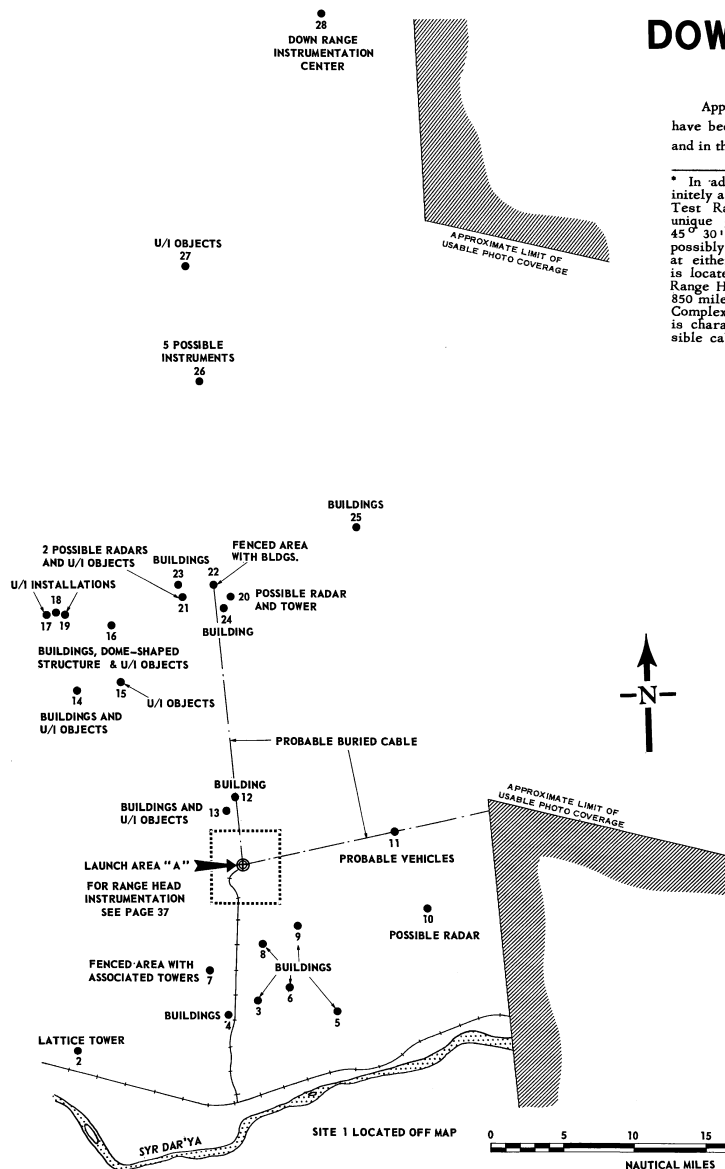 28
DOWN RANGE
INSTRUMENTATION
CENTER
DOW
App
have bee
and in th
* In ad
initely a
Test Ra
unique
45° 30'
possibly
at eithe
is locate
Range H
850 mile
Complex
is chara
sible ca
APPROXIMATE LIMIT OF
USABLE PHOTO COVERAGE
U/I OBJECTS
27
5 POSSIBLE
INSTRUMENTS
26
BUILDINGS
25
2 POSSIBLE RADARS
AND U/I OBJECTS
BUILDINGS
23
22
FENCED AREA
WITH BLDGS.
21
20
POSSIBLE RADAR
AND TOWER
24
BUILDING
U/I INSTALLATIONS
18
17
19
16
BUILDINGS, DOME-SHAPED
STRUCTURE & U/I OBJECTS
15
U/I OBJECTS
14
BUILDINGS AND
U/I OBJECTS
N
PROBABLE BURIED CABLE
BUILDING
12
BUILDINGS AND
U/I OBJECTS
13
APPROXIMATE LIMIT OF
USABLE PHOTO COVERAGE
11
PROBABLE VEHICLES
LAUNCH AREA "A"
FOR RANGE HEAD
INSTRUMENTATION
SEE PAGE 37
10
POSSIBLE RADAR
9
8
BUILDINGS
FENCED AREA WITH
ASSOCIATED TOWERS
7
6
3
5
BUILDINGS
4
LATTICE TOWER
2
SYR DAR'YA
SITE 1 LOCATED OFF MAP
0 5 10 15
NAUTICAL MILES